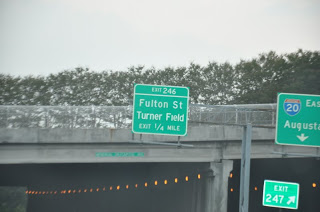 EXIT 246
Fulton St
Turner Field
EXIT 1/4 MILE
20
EAS
Augusta
EXIT
247